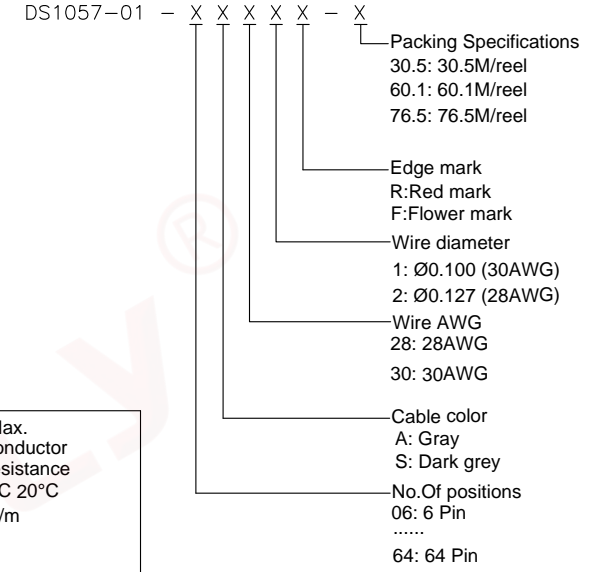 DS1057-01 - X X X X X - X
Packing Specifications
30.5: 30.5M/reel
60.1: 60.1M/reel
76.5: 76.5M/reel
Edge mark
R:Red mark
F:Flower mark
Wire diameter
1: Ø0.100 (30AWG)
2: Ø0.127 (28AWG)
Wire AWG
28: 28AWG
30: 30AWG
Cable color
A: Gray
S: Dark grey
No.Of positions
06: 6 Pin
......
64: 64 Pin
20°C
/m
y
®